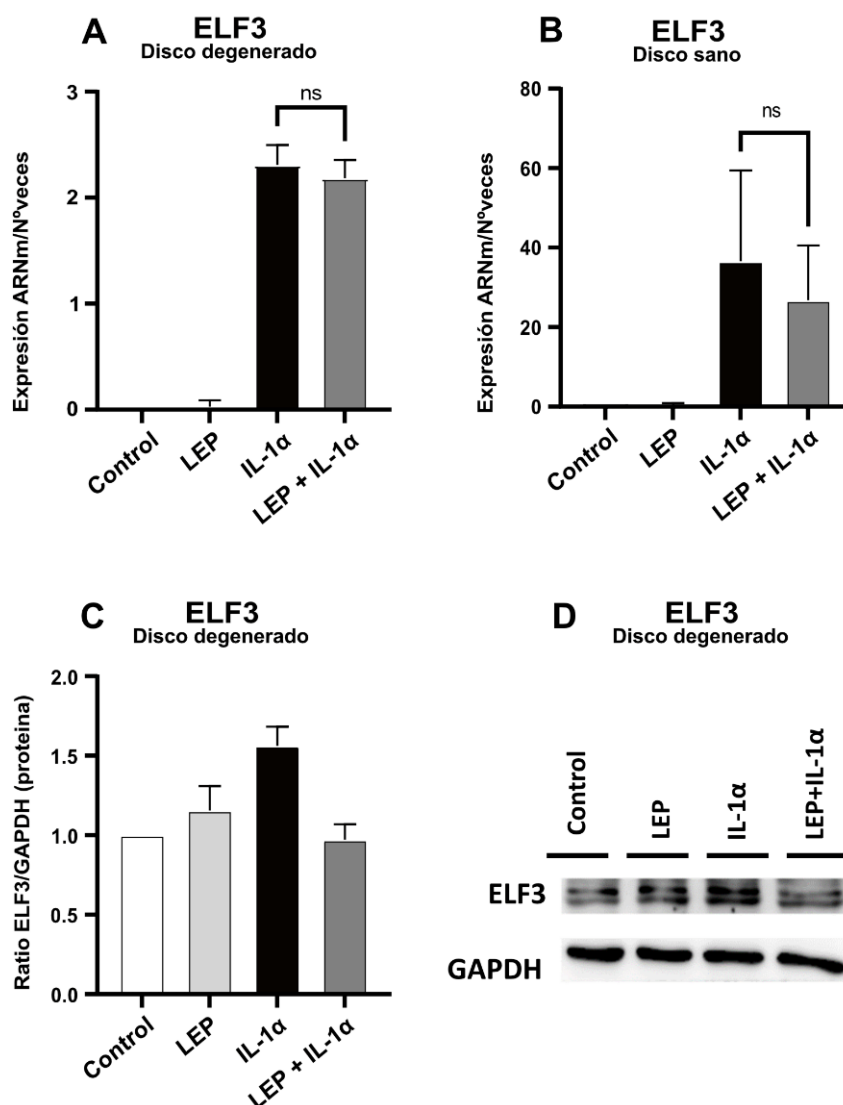 A
ELF3
Disco degenerado
Expresión ARNm/Nºveces
3
2
1
0
ns
Control
LEP
IL-1α
LEP + IL-1α
B
ELF3
Disco sano
Expresión ARNm/Nºveces
80
60
40
20
0
ns
Control
LEP
IL-1α
LEP + IL-1α
C
ELF3
Disco degenerado
Ratio ELF3/GAPDH (proteina)
2.0
1.5
1.0
0.5
0.0
Control
LEP
IL-1α
LEP + IL-1α
D
ELF3
Disco degenerado
Control
LEP
IL-1α
LEP+IL-1α
ELF3
GAPDH